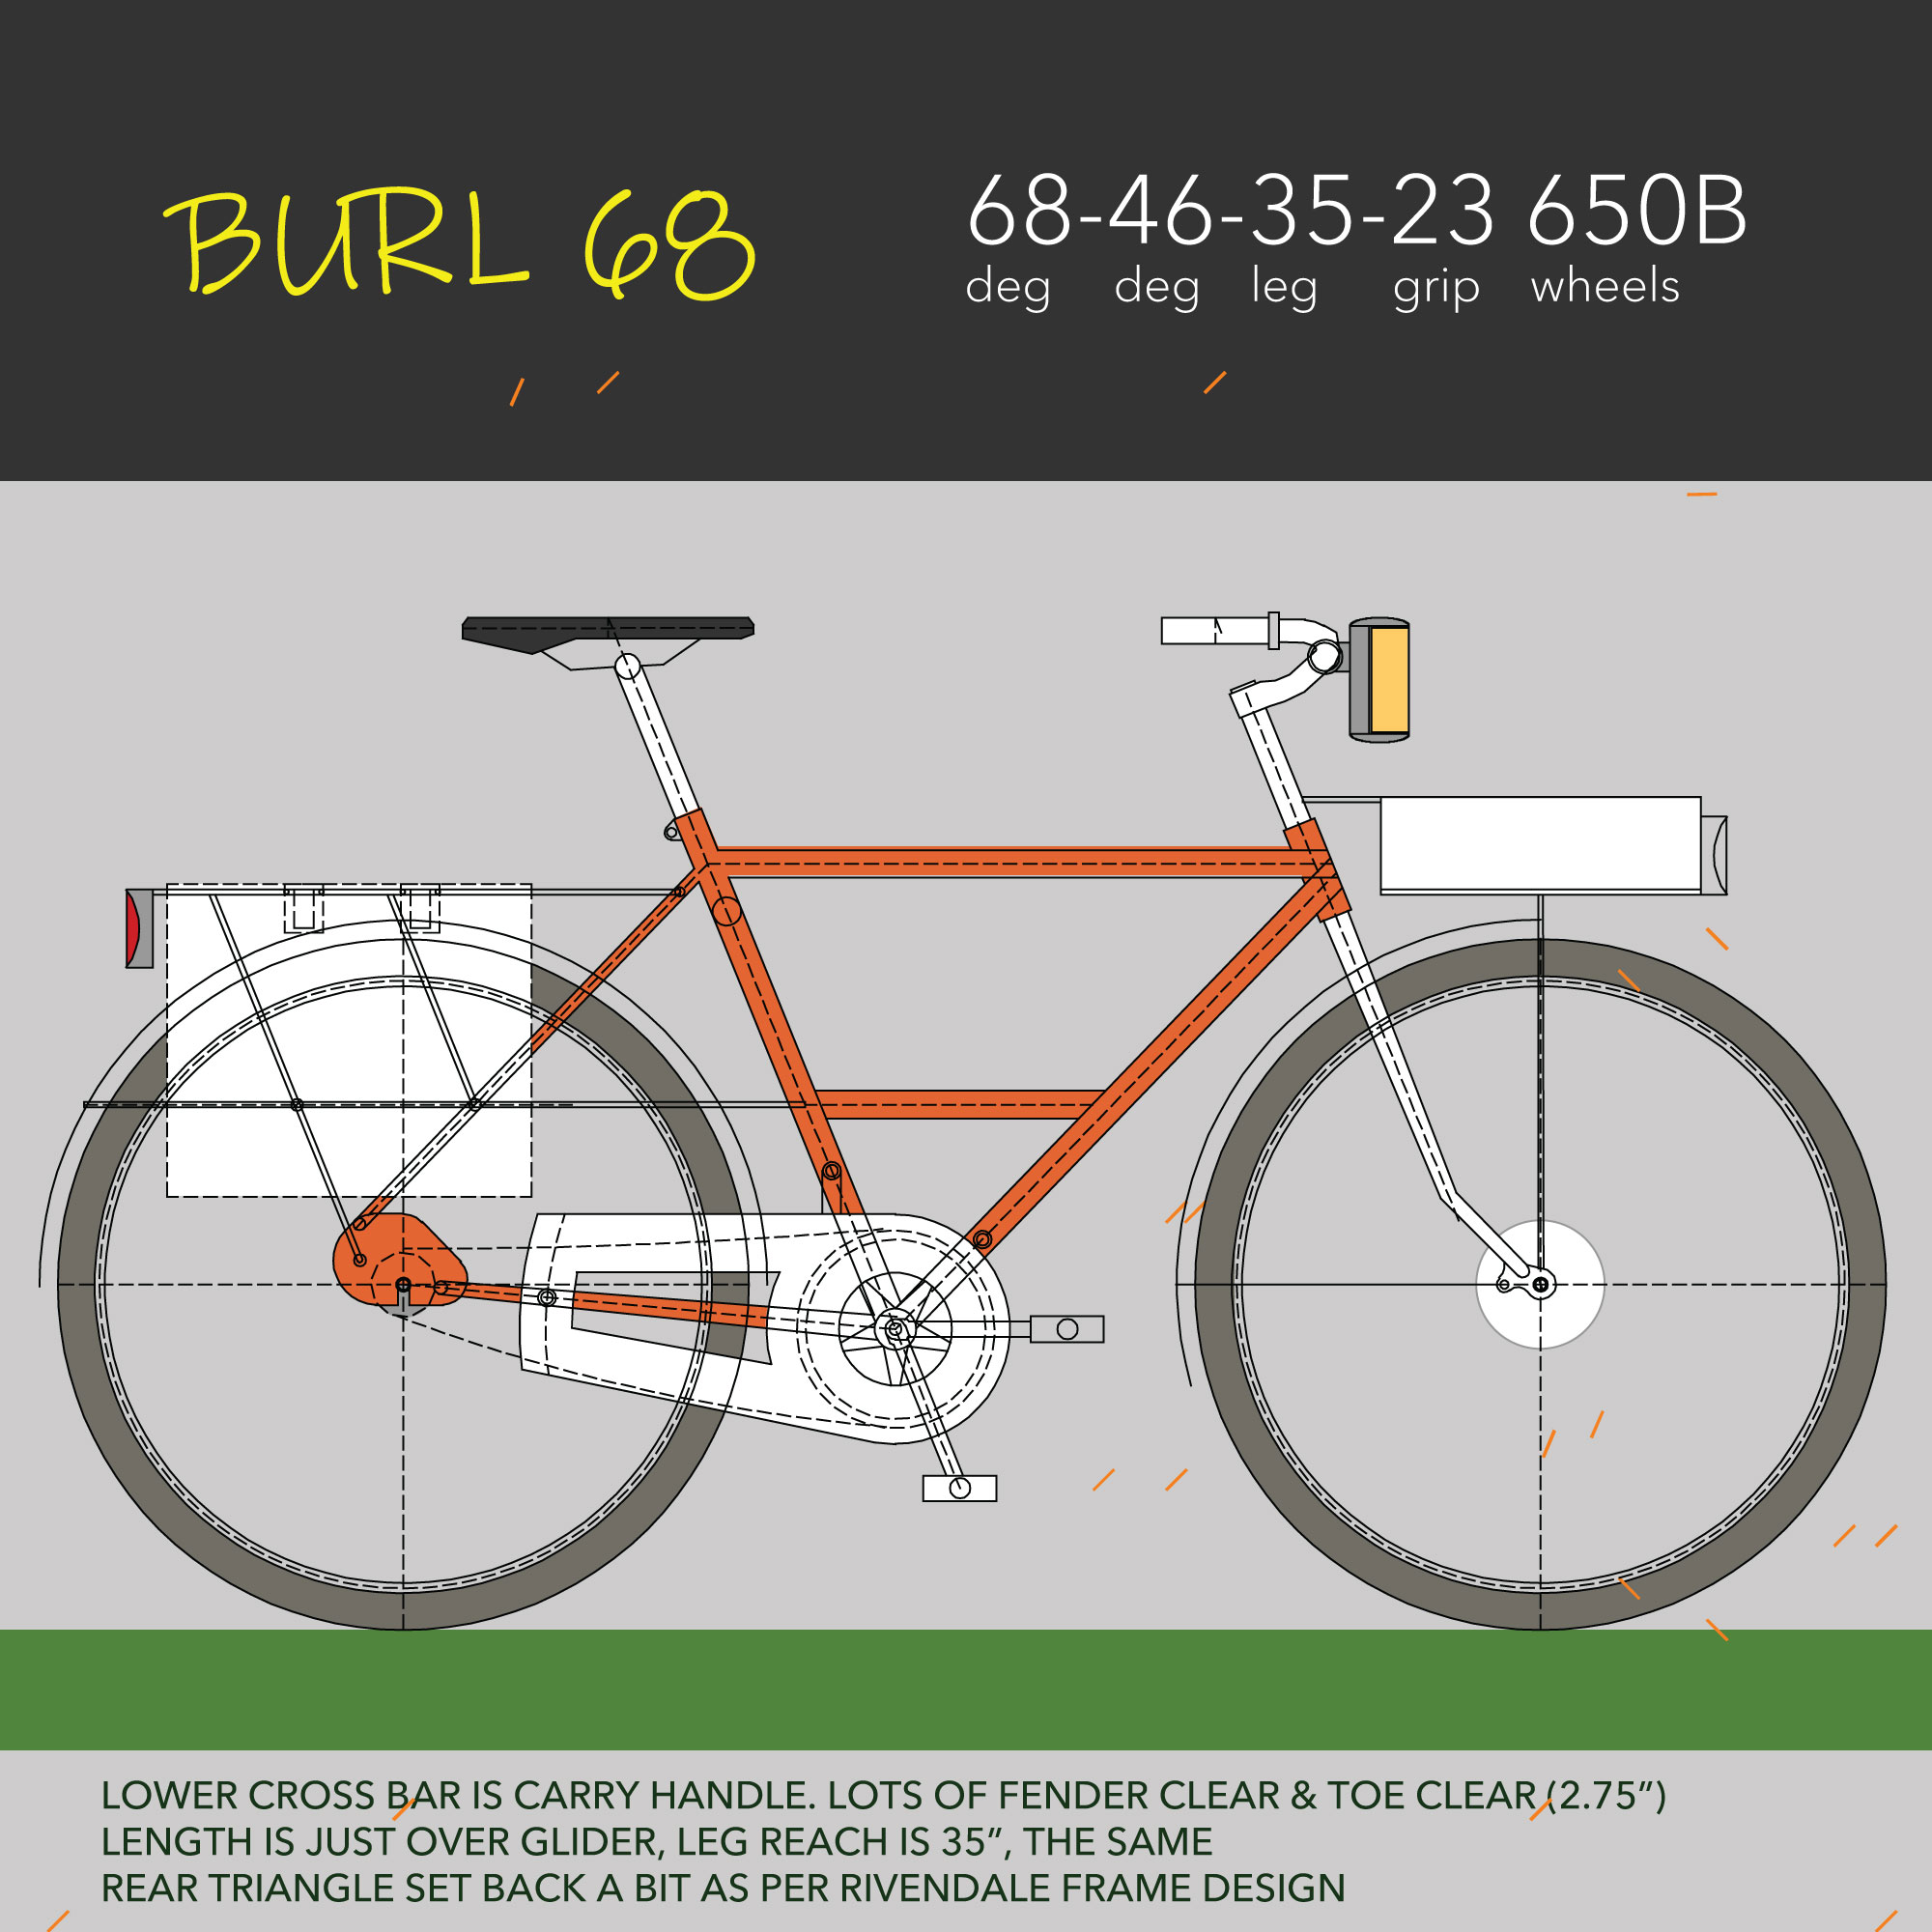 BURL 68
68-46-35-23 650B
deg deg leg grip wheels
LOWER CROSS BAR IS CARRY HANDLE. LOTS OF FENDER CLEAR & TOE CLEAR (2.75”)
LENGTH IS JUST OVER GLIDER, LEG REACH IS 35”, THE SAME
REAR TRIANGLE SET BACK A BIT AS PER RIVENDALE FRAME DESIGN